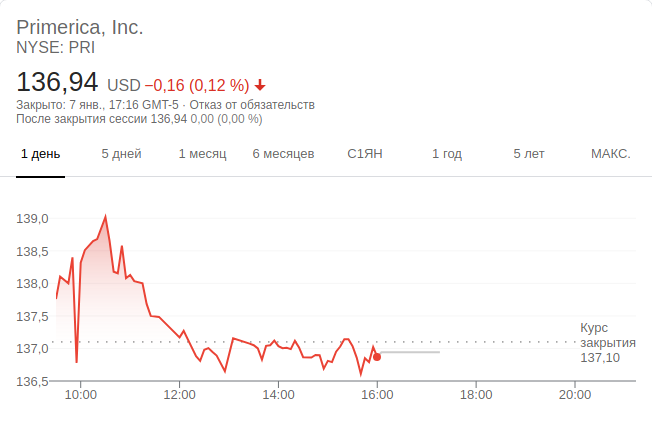 Primerica, Inc.
NYSE: PRI
136,94 USD −0,16 (0,12 %)
Закрыто: 7 янв., 17:16 GMT-5 · Отказ от обязательств
После закрытия сессии 136,94 0,00 (0,00 %)
1 день 5 дней 1 месяц 6 месяцев С1ЯН 1 год 5 лет МАКС.
139,0
138,5
138,0
137,5
137,0
136,5
Курс
закрытия
137,10
10:00 12:00 14:00 16:00 18:00 20:00